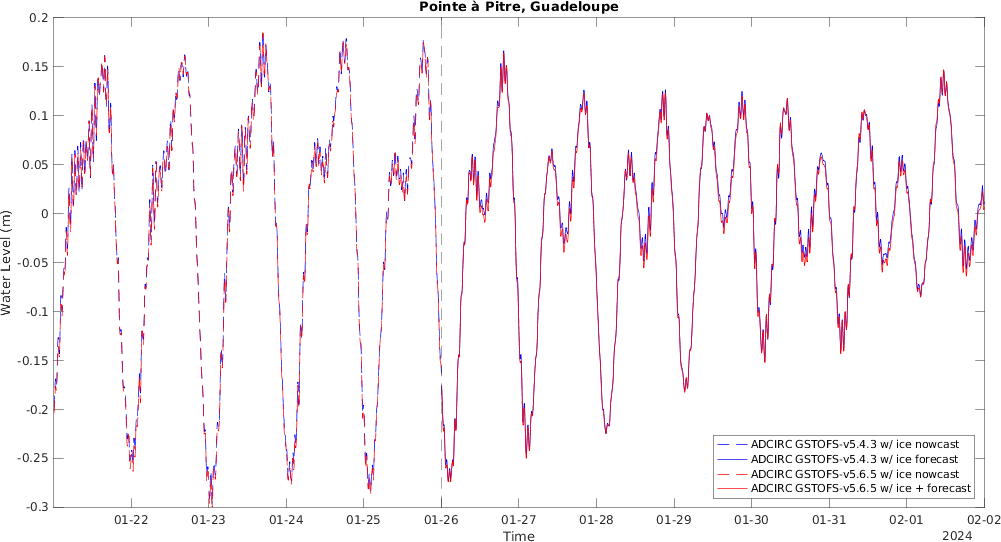 Pointe à Pitre, Guadeloupe
0.2
0.15
0.1
0.05
0
-0.05
-0.1
-0.15
-0.2
-0.25
-0.3
Water Level (m)
ADCIRC GSTOFS-v5.4.3 w/ ice nowcast
ADCIRC GSTOFS-v5.4.3 w/ ice forecast
ADCIRC GSTOFS-v5.6.5 w/ ice nowcast
ADCIRC GSTOFS-v5.6.5 w/ ice + forecast
01-22 01-23 01-24 01-25 01-26 01-27 01-28 01-29 01-30 01-31 02-01 02-02
Time
2024